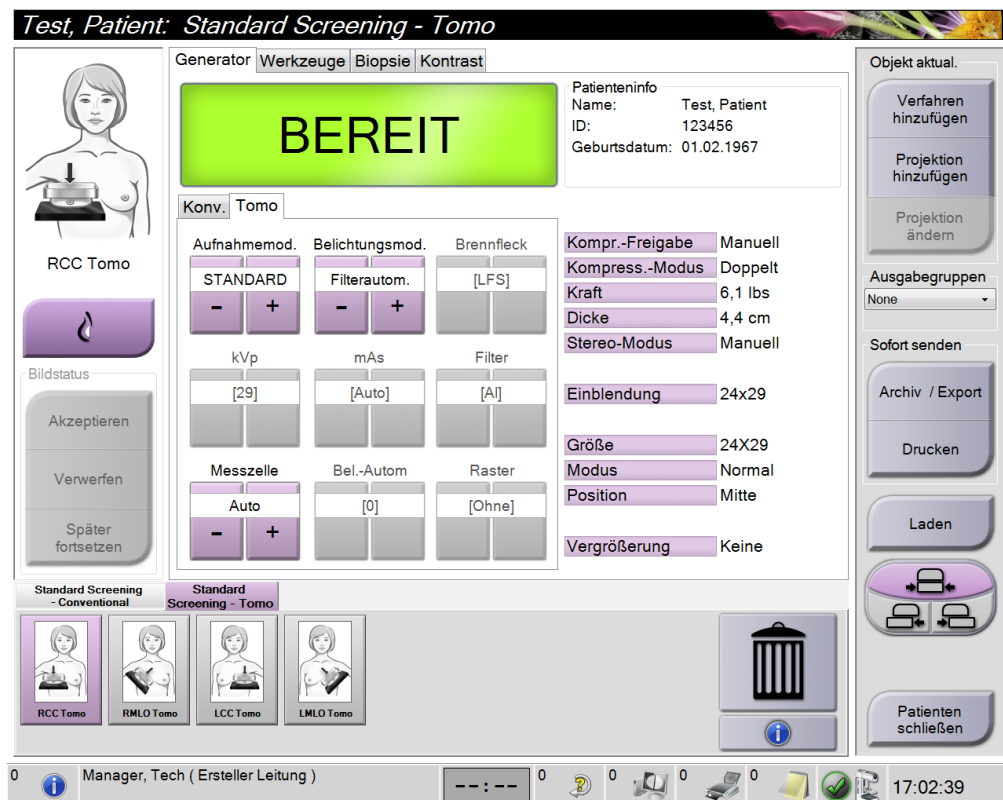 Test, Patient: Standard Screening - Tomo
Generator Werkzeuge Biopsie Kontrast
BEREIT
Patienteninfo
Name: Test, Patient
ID: 123456
Geburtsdatum: 01.02.1967
RCC Tomo
Bildstatus
Akzeptieren
Verwerfen
Später
fortsetzen
Konv. Tomo
Aufnahmemod. Belichtungsmod. Brennfleck
STANDARD Filterautom. [LFS]
- + - +
kVp mAs Filter
[29] [Auto] [Al]
Messzelle Bel.-Autom Raster
Auto [0] [Ohne]
- +
Kompr.-Freigabe Manuell
Kompress.-Modus Doppelt
Kraft 6,1 lbs
Dicke 4,4 cm
Stereo-Modus Manuell
Einblendung 24x29
Größe 24X29
Modus Normal
Position Mitte
Vergrößerung Keine
Objekt aktual.
Verfahren
hinzufügen
Projektion
hinzufügen
Projektion
ändern
Ausgabegruppen
None
Sofort senden
Archiv / Export
Drucken
Laden
Patienten
schließen
Standard Screening
- Conventional
Standard
Screening - Tomo
RCC Tomo RMLO Tomo LCC Tomo LMLO Tomo
0 Manager, Tech ( Ersteller Leitung ) --:-- 0 0 0 0 17:02:39